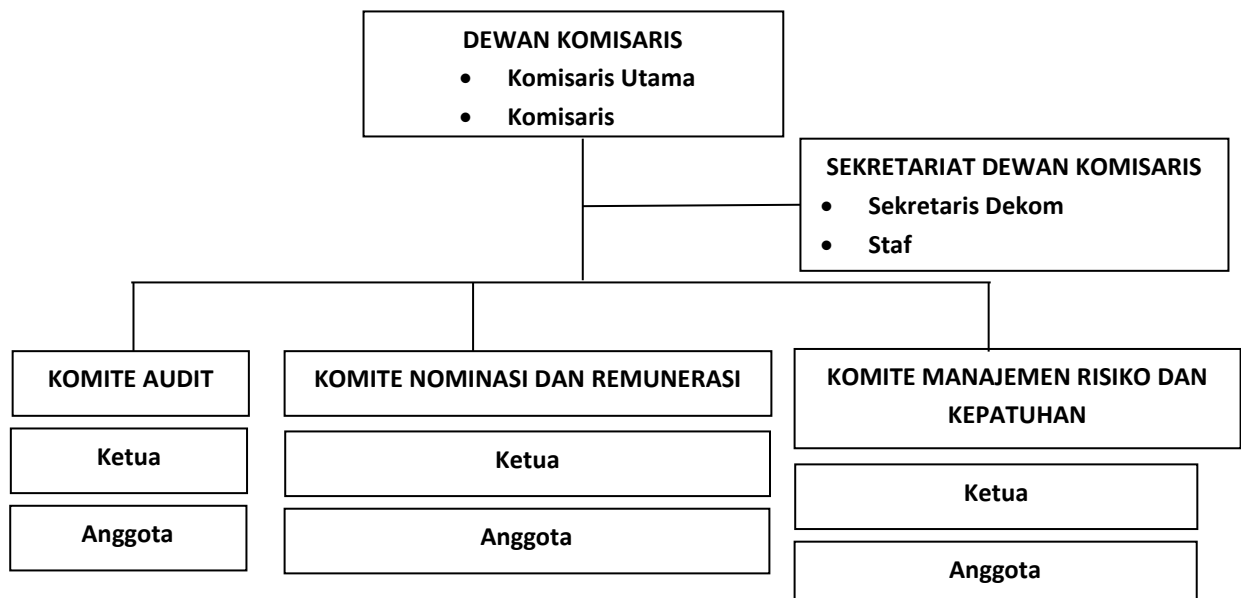 DEWAN KOMISARIS
• Komisaris Utama
• Komisaris
SEKRETARIAT DEWAN KOMISARIS
• Sekretaris Dekom
• Staf
KOMITE AUDIT
Ketua
Anggota
KOMITE NOMINASI DAN REMUNERASI
Ketua
Anggota
KOMITE MANAJEMEN RISIKO DAN
KEPATUHAN
Ketua
Anggota